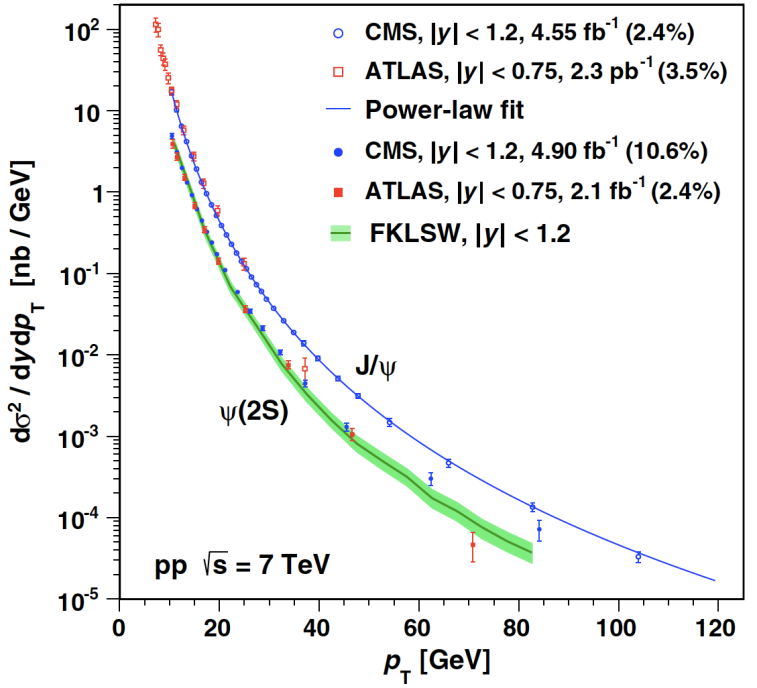 dσ² / dydp_T [nb / GeV]
10²
10
1
10⁻¹
10⁻²
10⁻³
10⁻⁴
10⁻⁵
CMS, |y| < 1.2, 4.55 fb⁻¹ (2.4%)
ATLAS, |y| < 0.75, 2.3 pb⁻¹ (3.5%)
Power-law fit
CMS, |y| < 1.2, 4.90 fb⁻¹ (10.6%)
ATLAS, |y| < 0.75, 2.1 fb⁻¹ (2.4%)
FKLSW, |y| < 1.2
J/ψ
ψ(2S)
pp √s = 7 TeV
0 20 40 60 80 100 120
p_T [GeV]